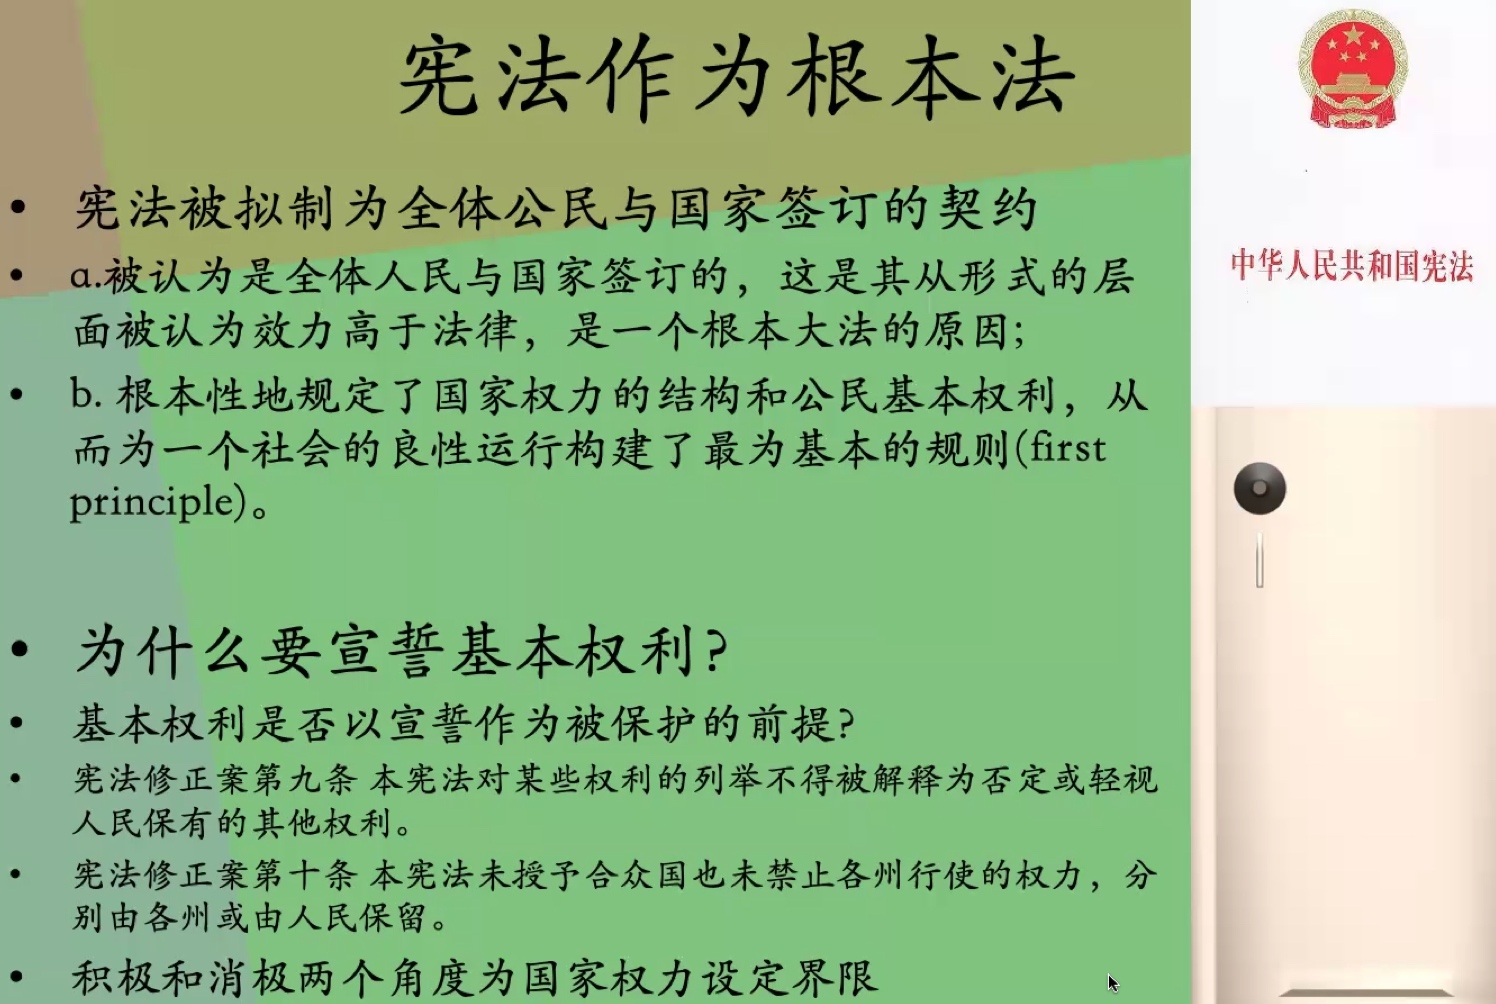 宪法作为根本法
• 宪法被拟制为全体公民与国家签订的契约
• a.被认为是全体人民与国家签订的，这是其从形式的层
面被认为效力高于法律，是一个根本大法的原因;
• b. 根本性地规定了国家权力的结构和公民基本权利，从
而为一个社会的良性运行构建了最为基本的规则(first
principle)。
• 为什么要宣誓基本权利?
• 基本权利是否以宣誓作为被保护的前提?
• 宪法修正案第九条 本宪法对某些权利的列举不得被解释为否定或轻视
人民保有的其他权利。
• 宪法修正案第十条 本宪法未授予合众国也未禁止各州行使的权力，分
别由各州或由人民保留。
• 积极和消极两个角度为国家权力设定界限
中华人民共和国宪法